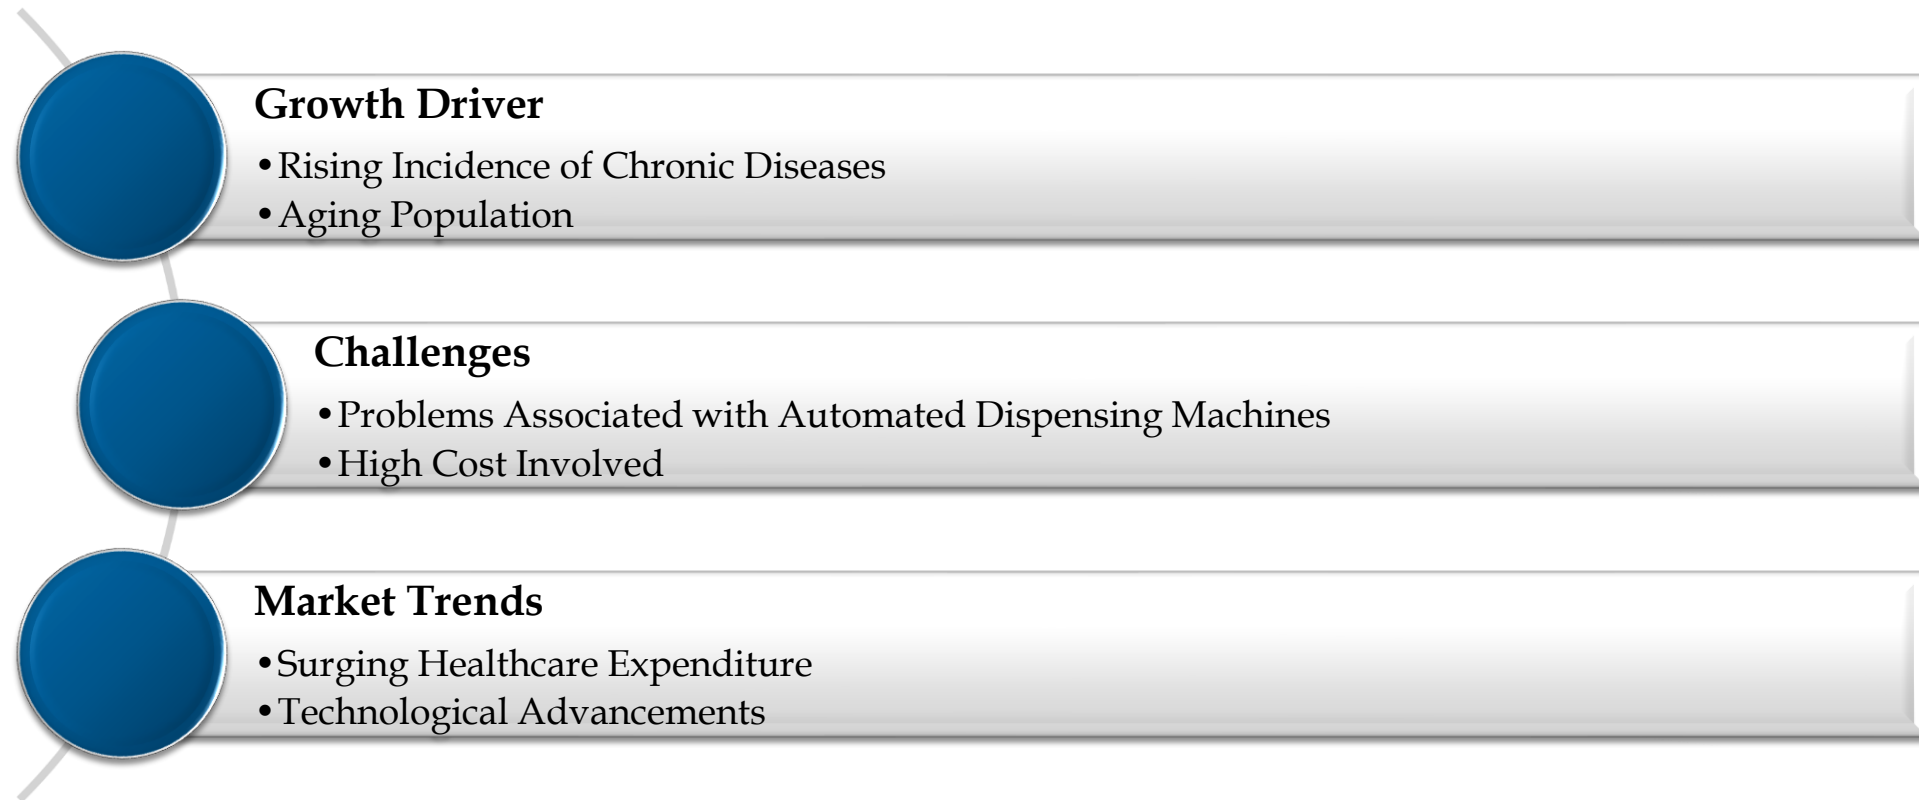 Growth Driver
•Rising Incidence of Chronic Diseases
•Aging Population
Challenges
•Problems Associated with Automated Dispensing Machines
•High Cost Involved
Market Trends
•Surging Healthcare Expenditure
•Technological Advancements